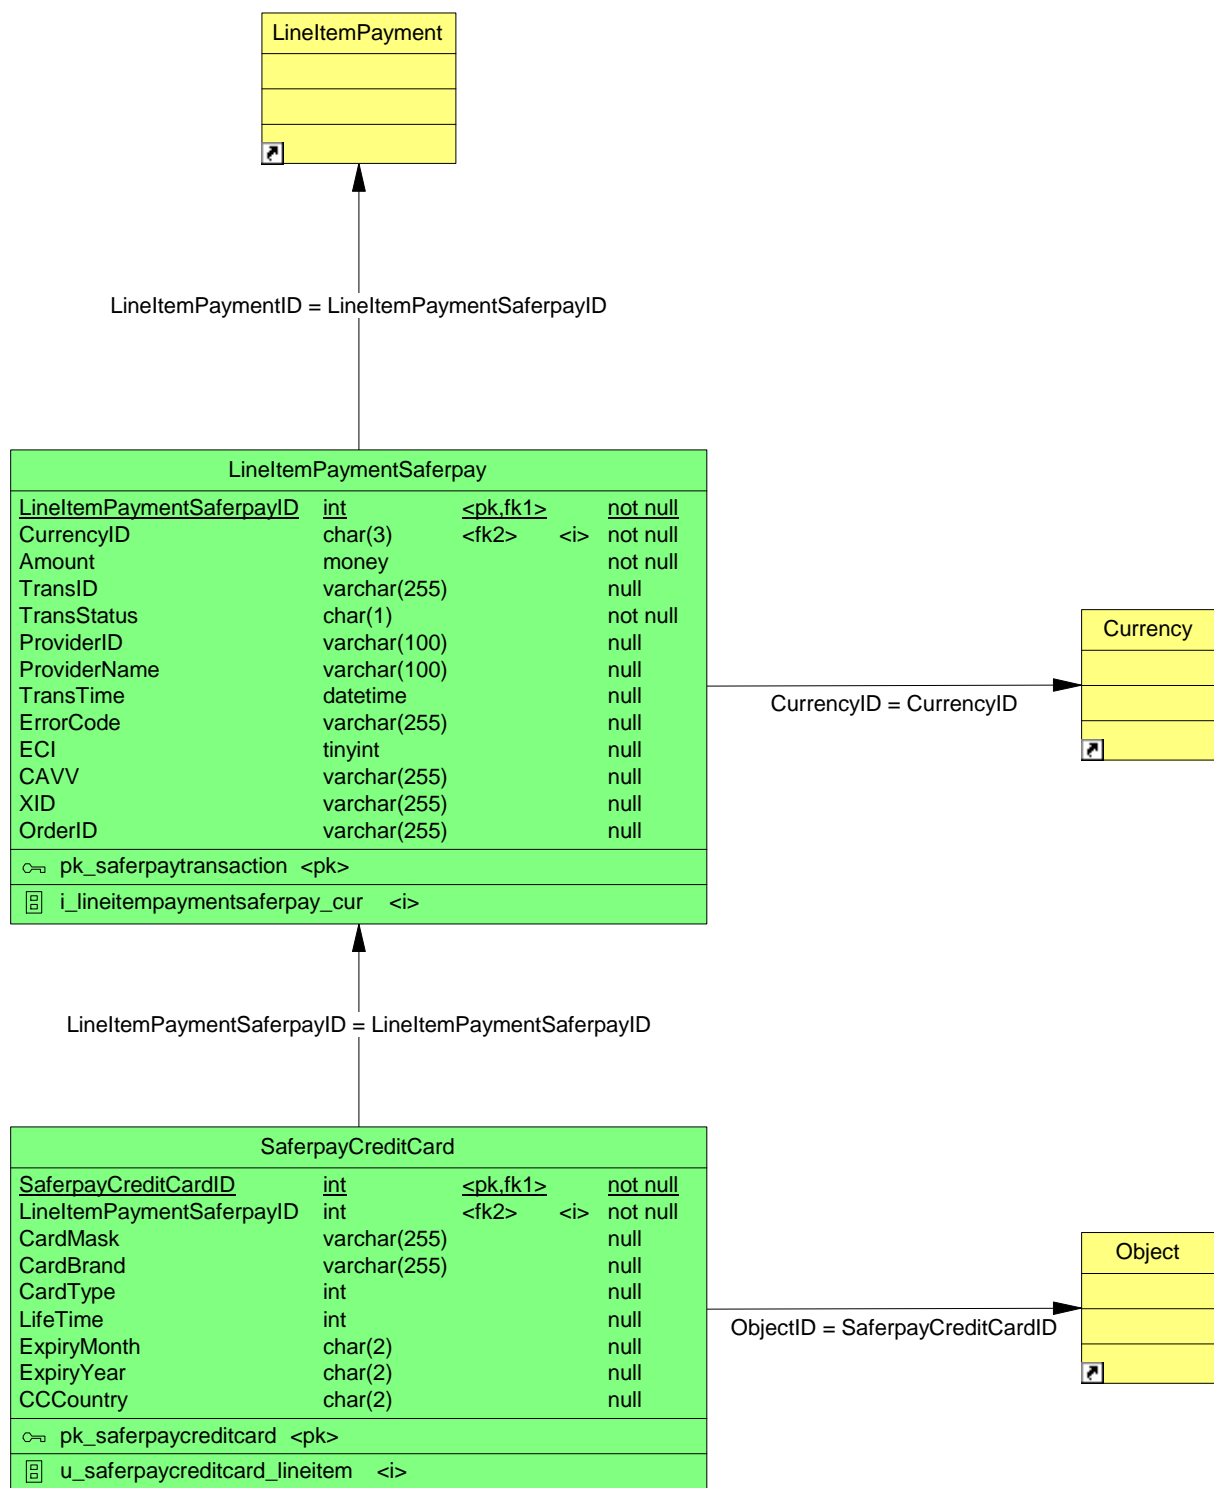 LineItemPayment
LineItemPaymentID = LineItemPaymentSaferpayID
LineItemPaymentSaferpay
LineItemPaymentSaferpayID int <pk,fk1> not null
CurrencyID char(3) <fk2> <i> not null
Amount money not null
TransID varchar(255) null
TransStatus char(1) not null
ProviderID varchar(100) null
ProviderName varchar(100) null
TransTime datetime null
ErrorCode varchar(255) null
ECI tinyint null
CAVV varchar(255) null
XID varchar(255) null
OrderID varchar(255) null
pk_saferpaytransaction <pk>
i_lineitempaymentsaferpay_cur <i>
Currency
CurrencyID = CurrencyID
LineItemPaymentSaferpayID = LineItemPaymentSaferpayID
SaferpayCreditCard
SaferpayCreditCardID int <pk,fk1> not null
LineItemPaymentSaferpayID int <fk2> <i> not null
CardMask varchar(255) null
CardBrand varchar(255) null
CardType int null
LifeTime int null
ExpiryMonth char(2) null
ExpiryYear char(2) null
CCCountry char(2) null
pk_saferpaycreditcard <pk>
u_saferpaycreditcard_lineitem <i>
Object
ObjectID = SaferpayCreditCardID